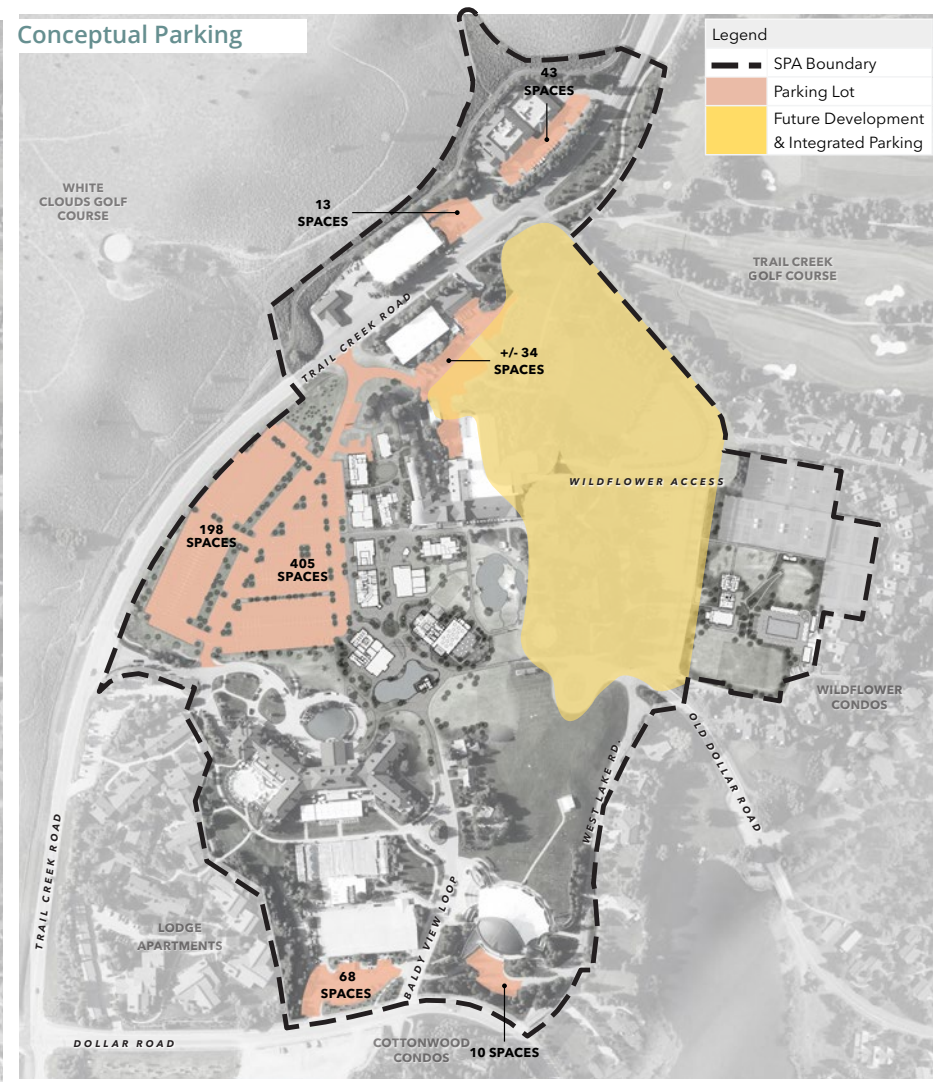 Conceptual Parking
Legend
SPA Boundary
Parking Lot
Future Development
& Integrated Parking
43
SPACES
WHITE
CLOUDS GOLF
COURSE
13
SPACES
TRAIL CREEK
GOLF COURSE
TRAIL CREEK ROAD
+/- 34
SPACES
WILDFLOWER ACCESS
198
SPACES
405
SPACES
WILDFLOWER
CONDOS
OLD DOLLAR ROAD
WEST LAKE RD.
TRAIL CREEK ROAD
BALDY VIEW LOOP
LODGE
APARTMENTS
68
SPACES
DOLLAR ROAD
COTTONWOOD
CONDOS
10 SPACES